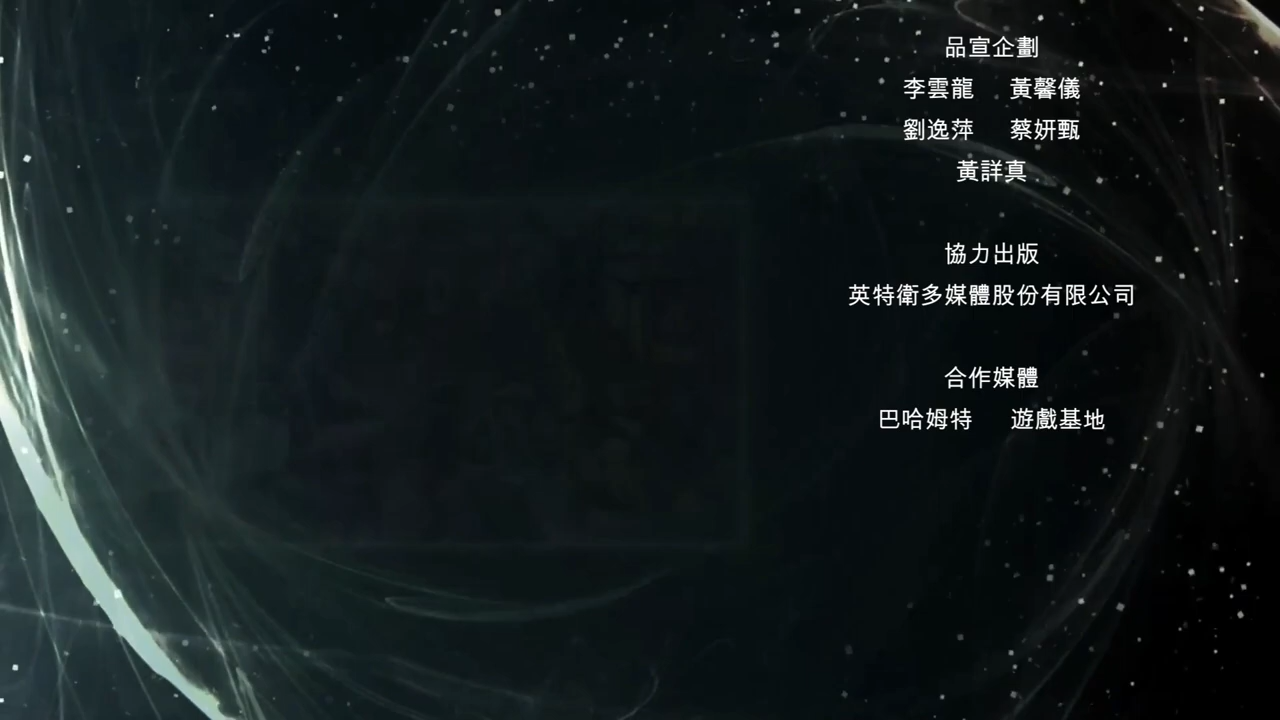 品宣企劃
李雲龍 黃馨儀
劉逸萍 蔡妍甄
黃詳真
協力出版
英特衛多媒體股份有限公司
合作媒體
巴哈姆特 遊戲基地